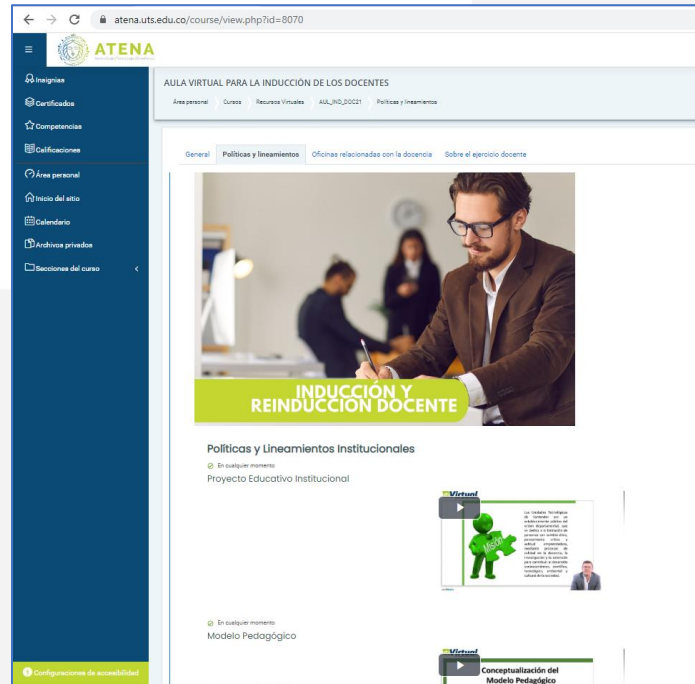 atena.uts.edu.co/course/view.php?id=8070
ATENA
Insignias
Certificados
Competencias
Calificaciones
Área personal
Inicio del sitio
Calendario
Archivos privados
Secciones del curso
Configuraciones de accesibilidad
AULA VIRTUAL PARA LA INDUCCIÓN DE LOS DOCENTES
Área personal Cursos Recursos Virtuales AUL_IND_DOC21 Políticas y lineamientos
General Políticas y lineamientos Oficinas relacionadas con la docencia Sobre el ejercicio docente
INDUCCIÓN Y
REINDUCCIÓN DOCENTE
Políticas y Lineamientos Institucionales
En cualquier momento
Proyecto Educativo Institucional
Virtual
Misión
En cualquier momento
Modelo Pedagógico
Virtual
Conceptualización del
Modelo Pedagógico